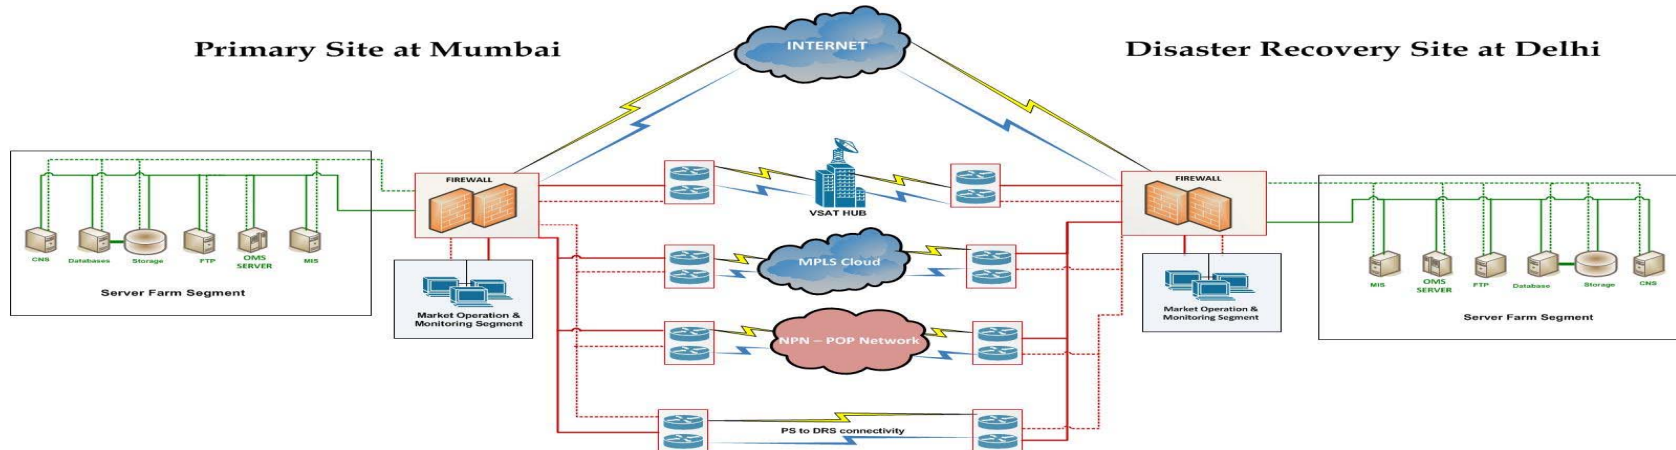 Primary Site at Mumbai
INTERNET
Disaster Recovery Site at Delhi
FIREWALL
CNS
Databases
Storage
FTP
OMS
SERVER
MIS
Server Farm Segment
Market Operation &
Monitoring Segment
VSAT HUB
MPLS Cloud
NPN – POP Network
PS to DRS connectivity
FIREWALL
Market Operation &
Monitoring Segment
MIS
OMS
SERVER
FTP
Database
Storage
CNS
Server Farm Segment